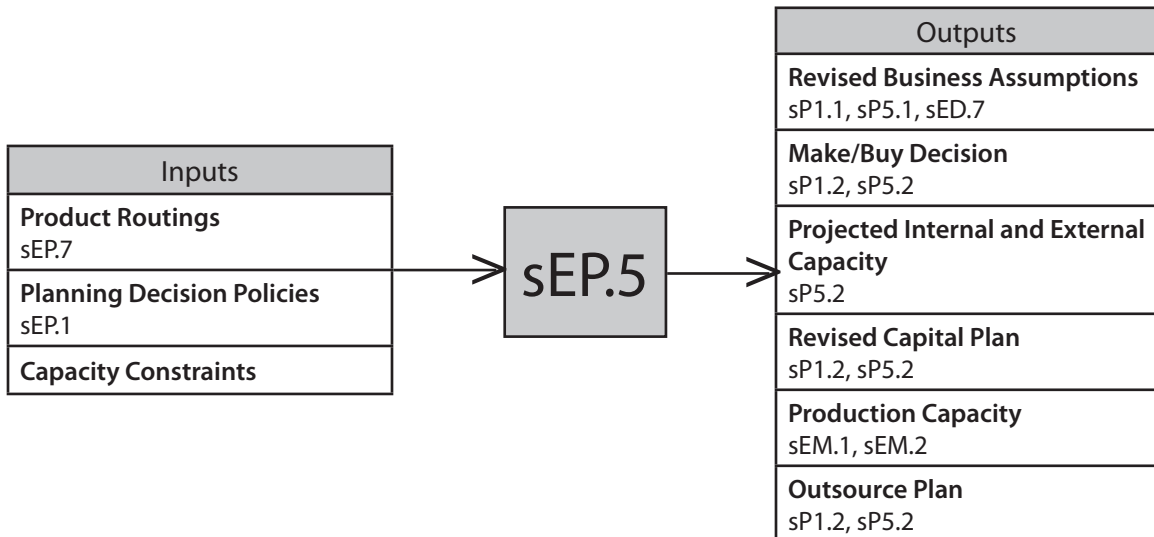 Inputs
Product Routings
sEP.7
Planning Decision Policies
sEP.1
Capacity Constraints
sEP.5
Outputs
Revised Business Assumptions
sP1.1, sP5.1, sED.7
Make/Buy Decision
sP1.2, sP5.2
Projected Internal and External
Capacity
sP5.2
Revised Capital Plan
sP1.2, sP5.2
Production Capacity
sEM.1, sEM.2
Outsource Plan
sP1.2, sP5.2